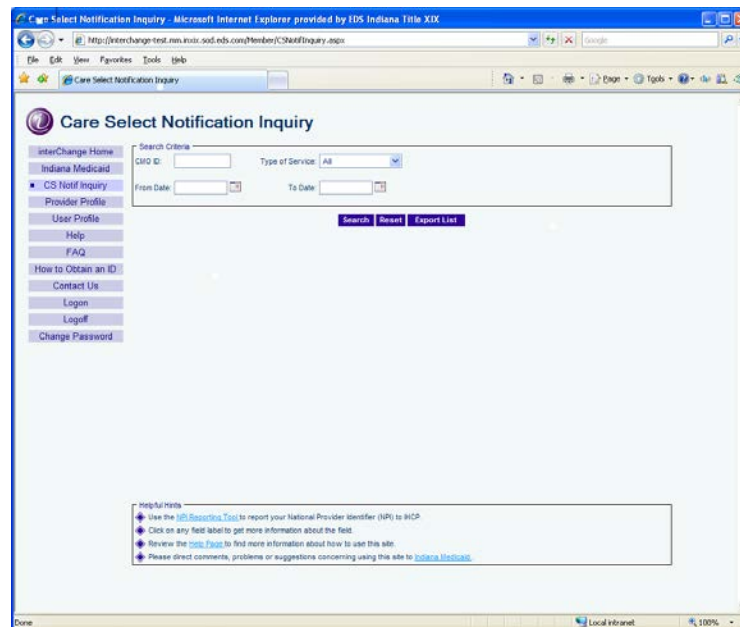 Care Select Notification Inquiry - Microsoft Internet Explorer provided by EDS Indiana Title XIX
http://interchange-test.nm.inxix.sod.eds.com/Member/CSNotifInquiry.aspx
Google
File Edit View Favorites Tools Help
Care Select Notification Inquiry
Page Tools
Care Select Notification Inquiry
interChange Home
Indiana Medicaid
CS Notif Inquiry
Provider Profile
User Profile
Help
FAQ
How to Obtain an ID
Contact Us
Logon
Logoff
Change Password
Search Criteria
CMO ID: Type of Service: All
From Date: To Date:
Search Reset Export List
Helpful Hints
Use the NPI Reporting Tool to report your National Provider Identifier (NPI) to IHCP.
Click on any field label to get more information about the field.
Review the Help Page to find more information about how to use this site.
Please direct comments, problems or suggestions concerning using this site to Indiana Medicaid.
Done Local intranet 100%